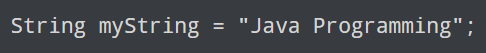 String myString = "Java Programming";